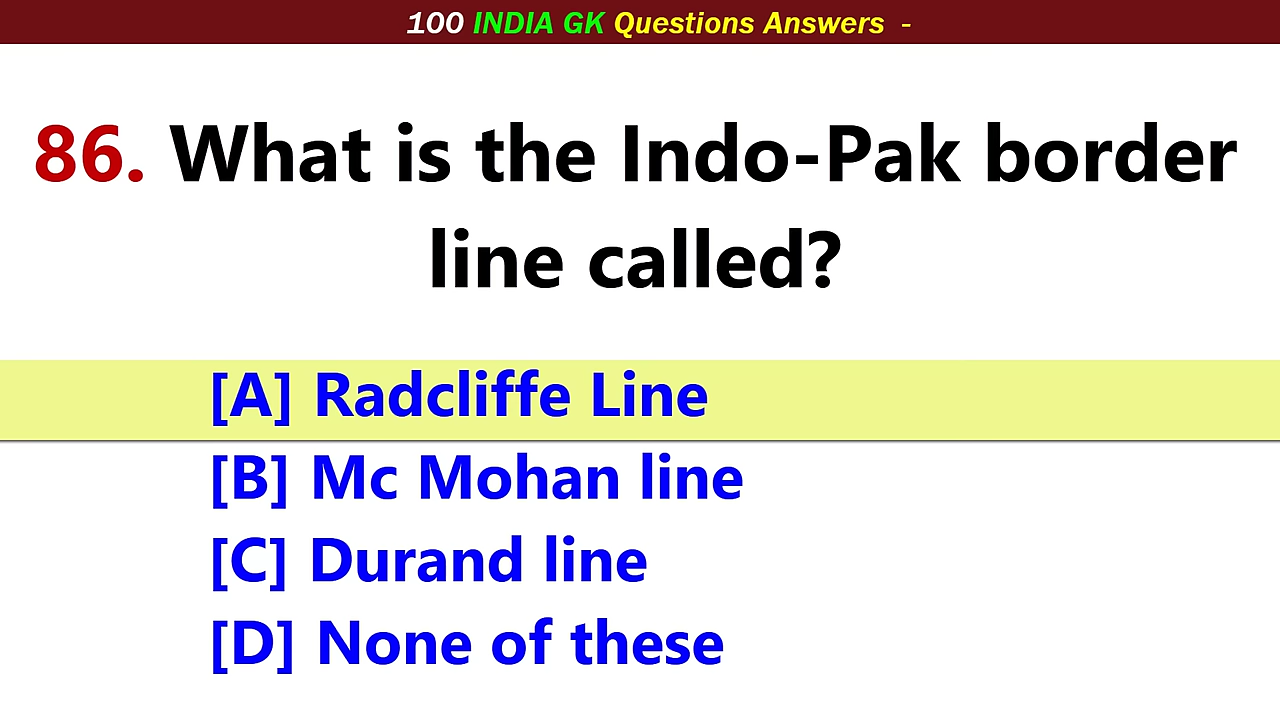 100 INDIA GK Questions Answers -
86. What is the Indo-Pak border
line called?
[A] Radcliffe Line
[B] Mc Mohan line
[C] Durand line
[D] None of these